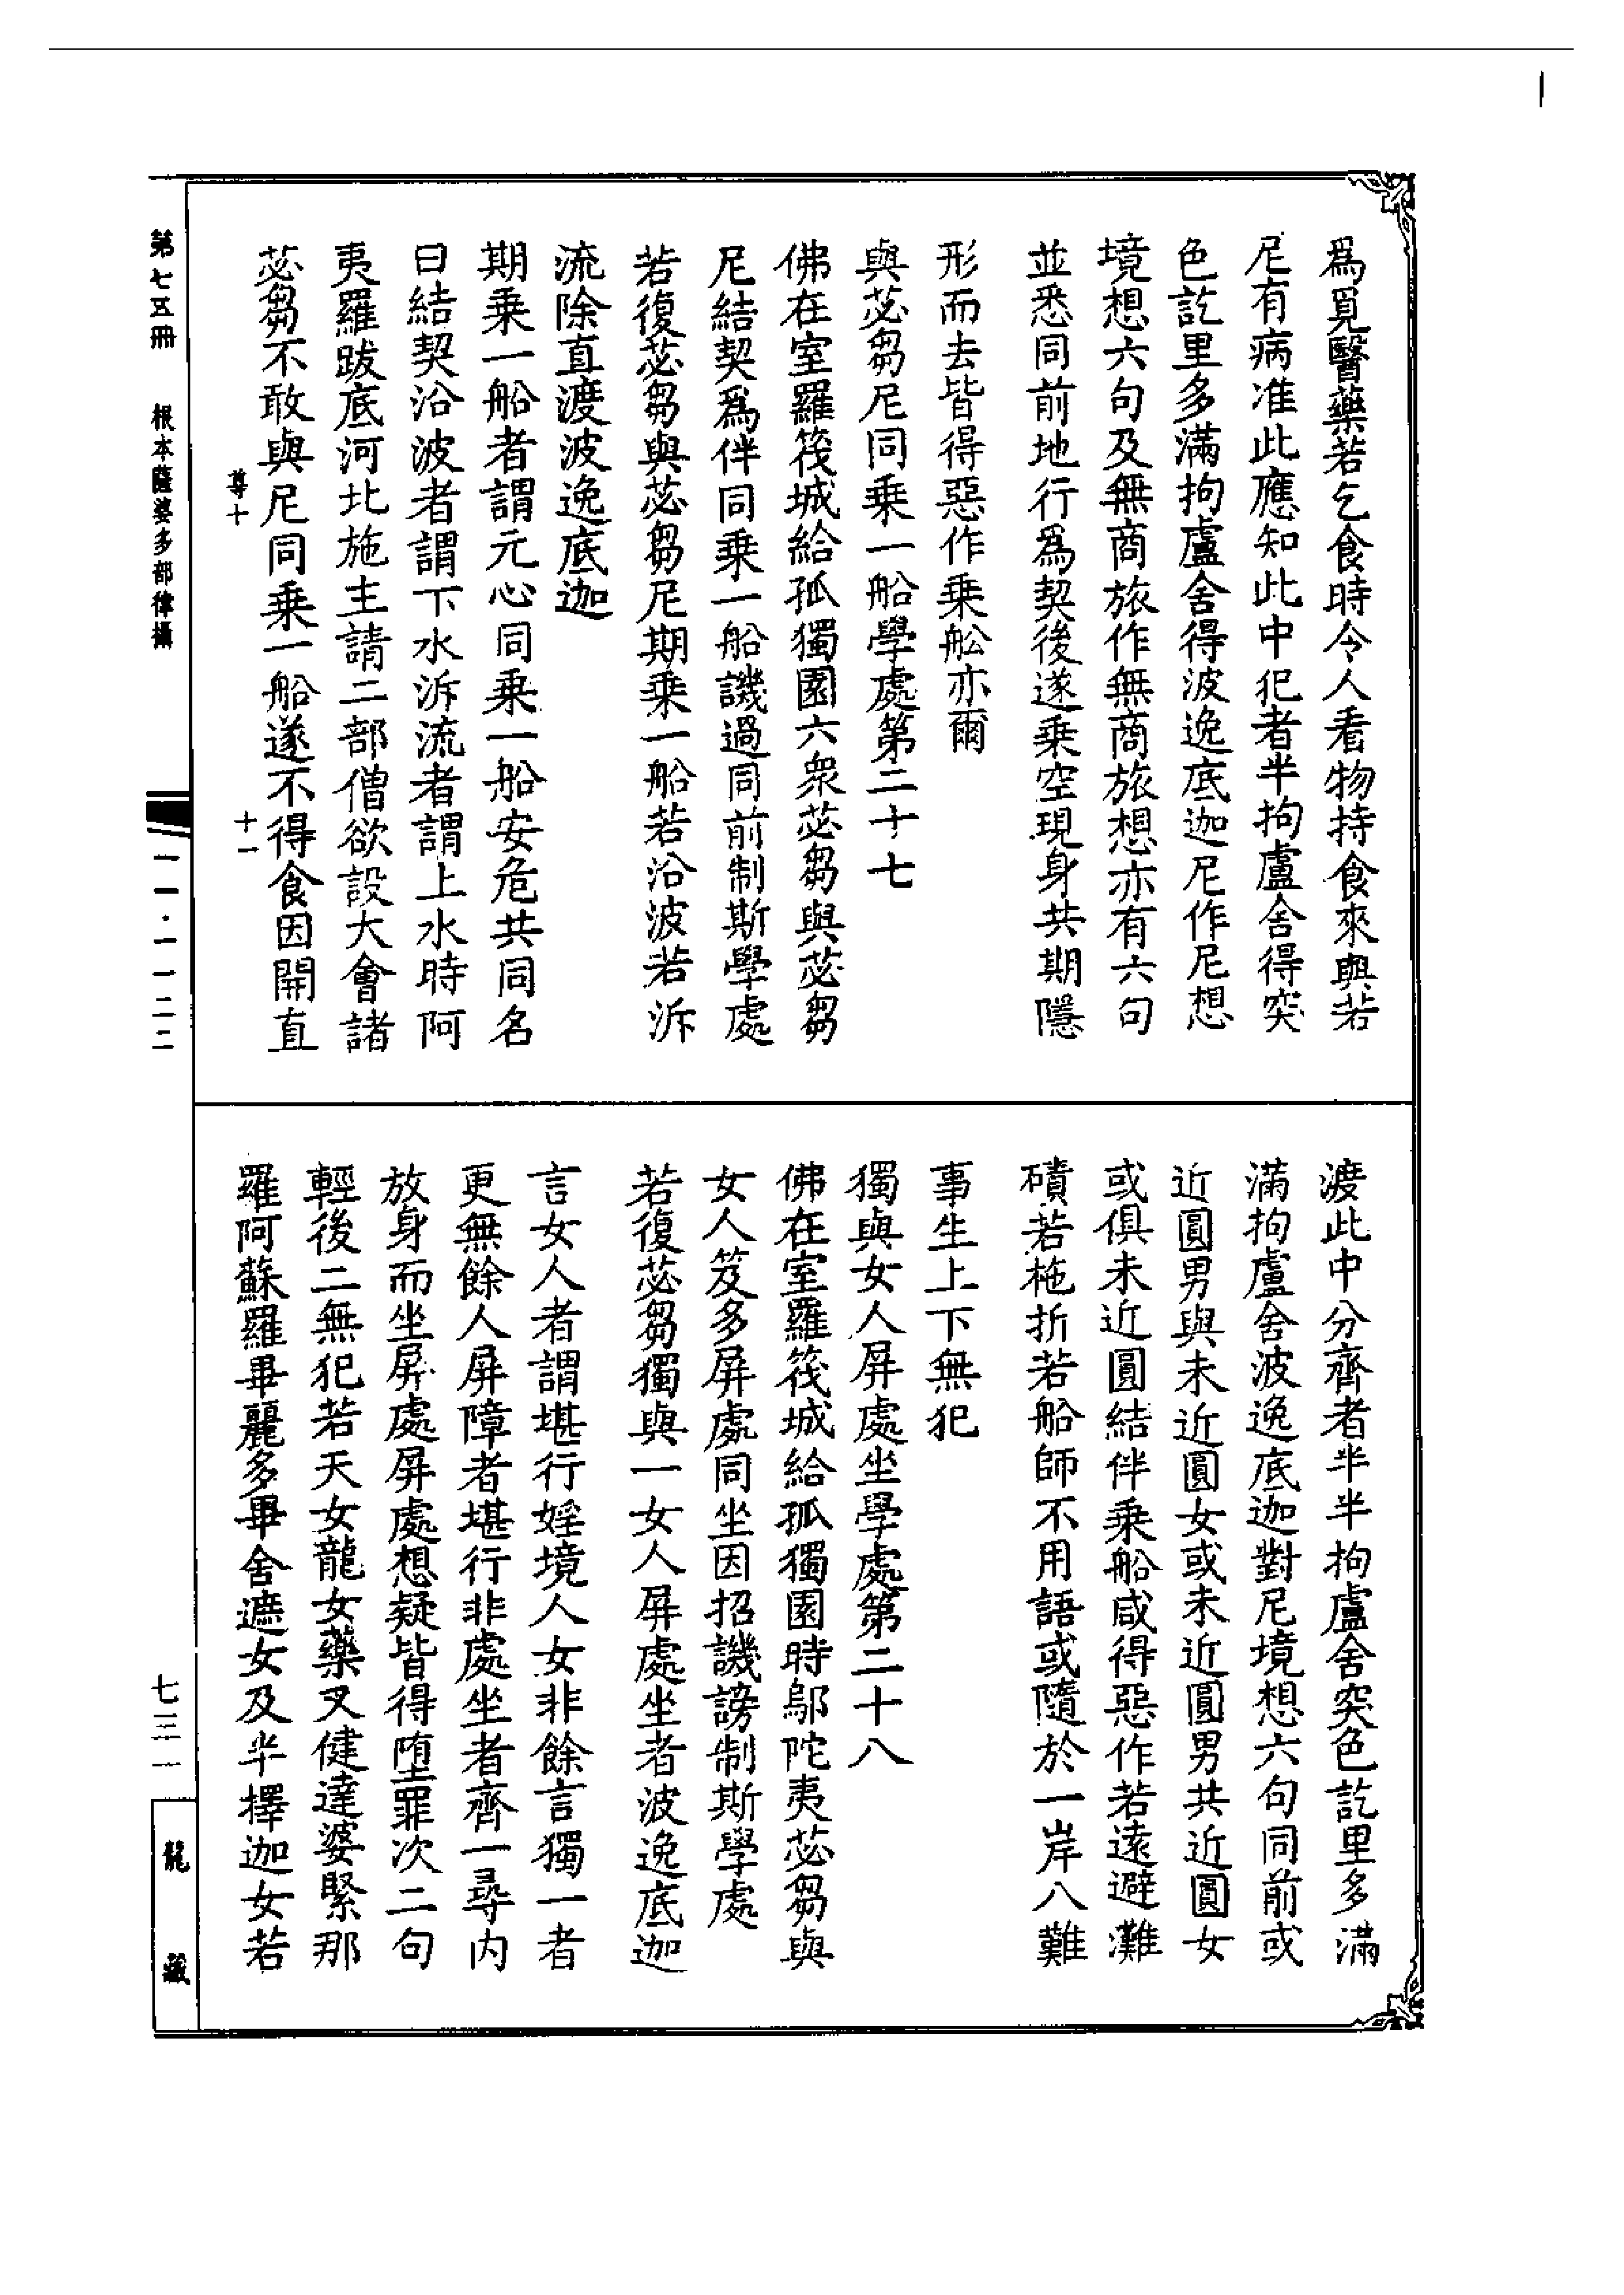 爲覓醫藥若乞食時令人看物持食來與若
尼有病准此應知此中犯者半拘盧舍得突
色訖里多滿拘盧舍得波逸底迦尼作尼想
境想六句及無商旅作無商旅想亦有六句
並悉同前地行爲契後遂乘空現身共期隱
形而去皆得惡作乘舩亦爾
與苾芻尼同乘一船學處第二十七
佛在室羅筏城給孤獨園六衆苾芻與苾芻
尼結契爲伴同乘一船譏過同前制斯學處
若復苾芻與苾芻尼期乘一船若沿波若泝
流除直渡波逸底迦
期乘一船者謂元心同乘一船安危共同名
曰結契沿波者謂下水泝流者謂上水時阿
夷羅跋底河北施主請二部僧欲設大會諸
苾芻不敢與尼同乘一船遂不得食因開直
尊十
十一
渡此中分齊者半半拘盧舍突色訖里多滿
滿拘盧舍波逸底迦對尼境想六句同前或
近圓男與未近圓女或未近圓男共近圓女
或俱未近圓結伴乘船咸得惡作若遠避灘
磧若柂折若船師不用語或隨於一岸八難
事生上下無犯
獨與女人屏處坐學處第二十八
佛在室羅筏城給孤獨園時鄔陀夷苾芻與
女人笈多屏處同坐因招譏謗制斯學處
若復苾芻獨與一女人屏處坐者波逸底迦
言女人者謂堪行婬境人女非餘言獨一者
更無餘人屏障者堪行非處坐者齊一尋内
放身而坐屏處屏處想疑皆得墮罪次二句
輕後二無犯若天女龍女藥叉健達婆緊那
羅阿蘇羅畢麗多畢舍遮女及半擇迦女若
第七五冊　根本薩婆多部律攝
一一·一一二二
七三一
龍藏